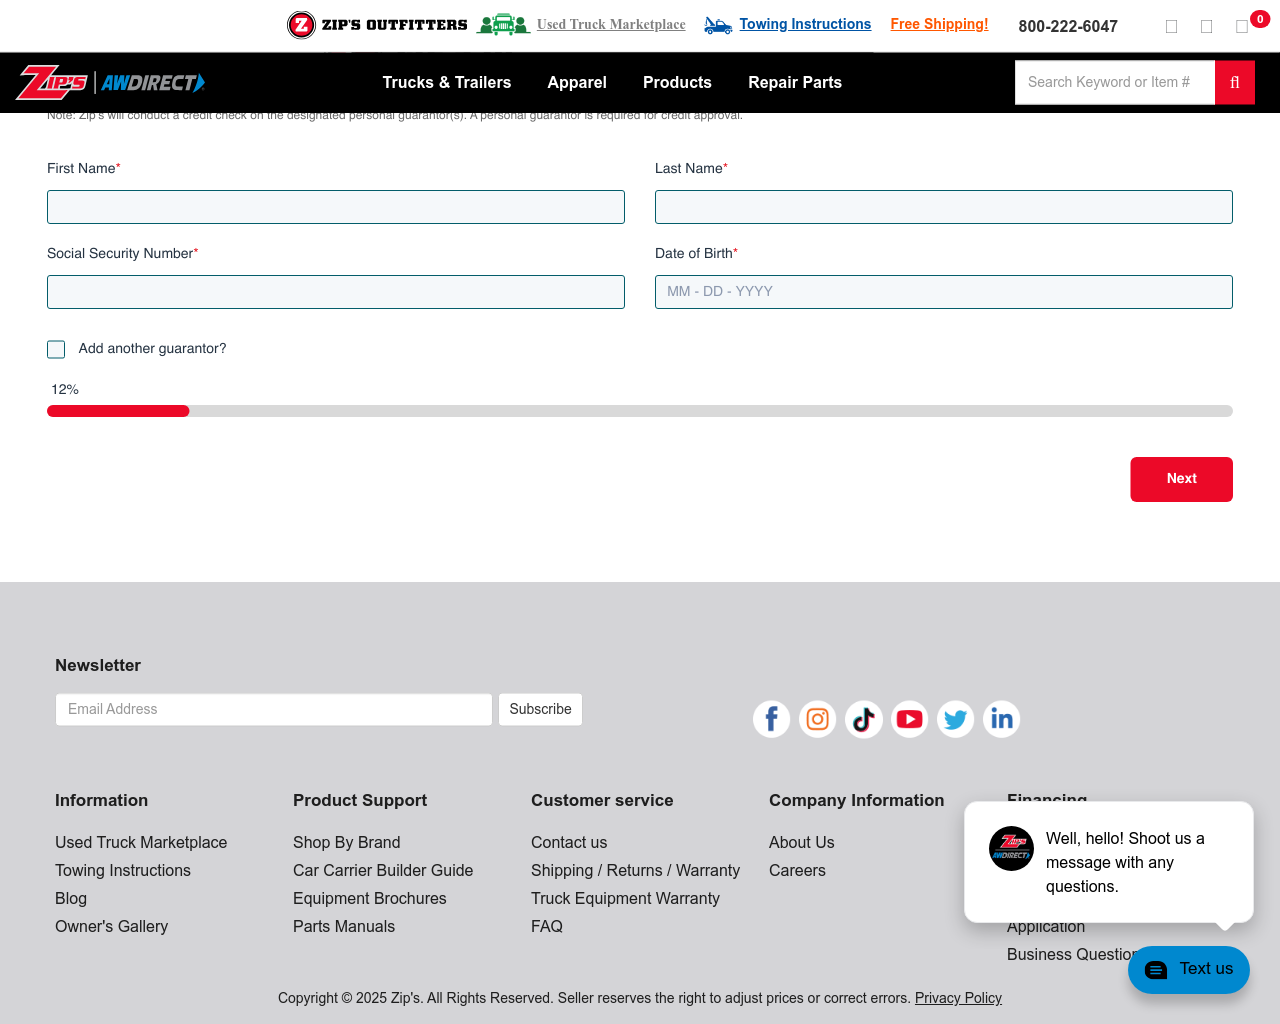 ZIP'S OUTFITTERS
Used Truck Marketplace
Towing Instructions
Free Shipping!
800-222-6047
0
Zip's AWDIRECT
Trucks & Trailers
Apparel
Products
Repair Parts
Search Keyword or Item #
Note: Zip's will conduct a credit check on the designated personal guarantor(s). A personal guarantor is required for credit approval.
First Name*
Last Name*
Social Security Number*
Date of Birth*
MM - DD - YYYY
Add another guarantor?
12%
Next
Newsletter
Email Address
Subscribe
Information
Used Truck Marketplace
Towing Instructions
Blog
Owner's Gallery
Product Support
Shop By Brand
Car Carrier Builder Guide
Equipment Brochures
Parts Manuals
Customer service
Contact us
Shipping / Returns / Warranty
Truck Equipment Warranty
FAQ
Company Information
About Us
Careers
Financing
Application
Business Question
Zip's AWDIRECT
Well, hello! Shoot us a
message with any
questions.
Text us
Copyright © 2025 Zip's. All Rights Reserved. Seller reserves the right to adjust prices or correct errors. Privacy Policy